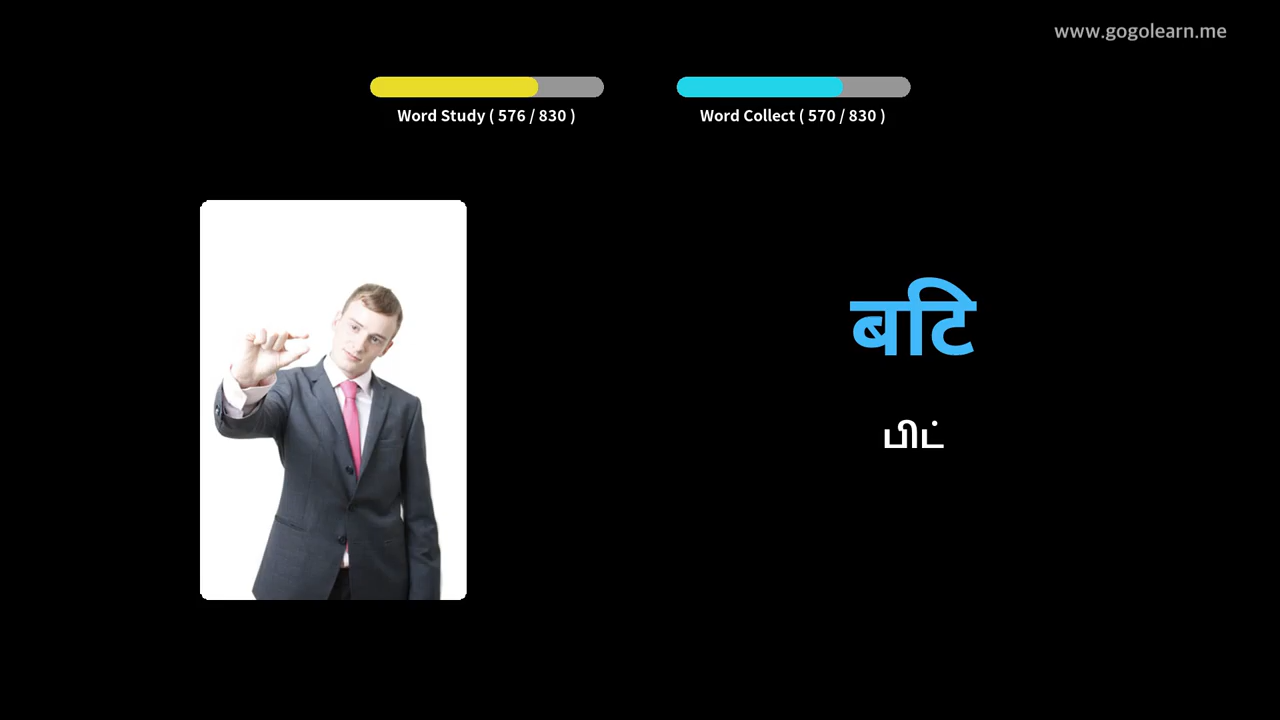 www.gogolearn.me
Word Study ( 576 / 830 )
Word Collect ( 570 / 830 )
बटि
பிட்